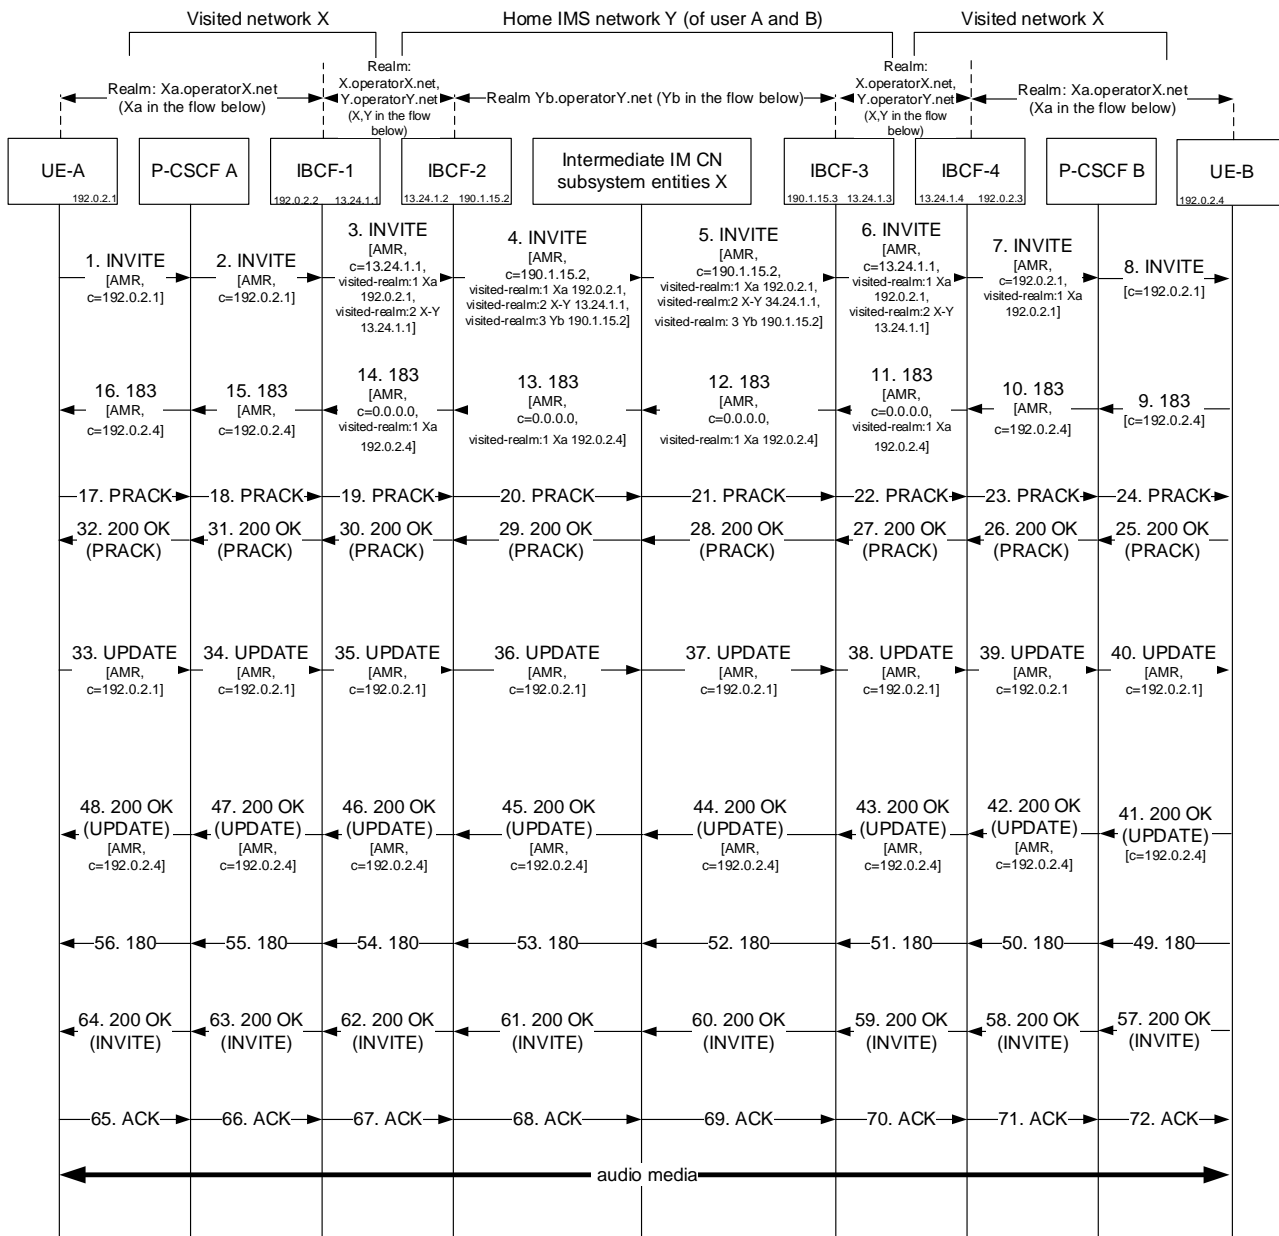 Visited network X
Home IMS network Y (of user A and B)
Visited network X
Realm: Xa.operatorX.net
(Xa in the flow below)
Realm:
X.operatorX.net,
Y.operatorY.net
(X,Y in the flow
below)
Realm Yb.operatorY.net (Yb in the flow below)
Realm:
X.operatorX.net,
Y.operatorY.net
(X,Y in the flow
below)
Realm: Xa.operatorX.net
(Xa in the flow below)
UE-A
192.0.2.1
P-CSCF A
IBCF-1
192.0.2.2 13.24.1.1
IBCF-2
13.24.1.2 190.1.15.2
Intermediate IM CN
subsystem entities X
IBCF-3
190.1.15.3 13.24.1.3
IBCF-4
13.24.1.4 192.0.2.3
P-CSCF B
UE-B
192.0.2.4
1. INVITE
[AMR,
c=192.0.2.1]
2. INVITE
[AMR,
c=192.0.2.1]
3. INVITE
[AMR,
c=13.24.1.1,
visited-realm:1 Xa
192.0.2.1,
visited-realm:2 X-Y
13.24.1.1]
4. INVITE
[AMR,
c=190.1.15.2,
visited-realm:1 Xa 192.0.2.1,
visited-realm:2 X-Y 13.24.1.1,
visited-realm:3 Yb 190.1.15.2]
5. INVITE
[AMR,
c=190.1.15.2,
visited-realm:1 Xa 192.0.2.1,
visited-realm:2 X-Y 34.24.1.1,
visited-realm: 3 Yb 190.1.15.2]
6. INVITE
[AMR,
c=13.24.1.1,
visited-realm:1 Xa
192.0.2.1,
visited-realm:2 X-Y
13.24.1.1]
7. INVITE
[AMR,
c=192.0.2.1,
visited-realm:1 Xa
192.0.2.1]
8. INVITE
[c=192.0.2.1]
16. 183
[AMR,
c=192.0.2.4]
15. 183
[AMR,
c=192.0.2.4]
14. 183
[AMR,
c=0.0.0.0,
visited-realm:1 Xa
192.0.2.4]
13. 183
[AMR,
c=0.0.0.0,
visited-realm:1 Xa 192.0.2.4]
12. 183
[AMR,
c=0.0.0.0,
visited-realm:1 Xa 192.0.2.4]
11. 183
[AMR,
c=0.0.0.0,
visited-realm:1 Xa
192.0.2.4]
10. 183
[AMR,
c=192.0.2.4]
9. 183
[c=192.0.2.4]
17. PRACK
18. PRACK
19. PRACK
20. PRACK
21. PRACK
22. PRACK
23. PRACK
24. PRACK
32. 200 OK
(PRACK)
31. 200 OK
(PRACK)
30. 200 OK
(PRACK)
29. 200 OK
(PRACK)
28. 200 OK
(PRACK)
27. 200 OK
(PRACK)
26. 200 OK
(PRACK)
25. 200 OK
(PRACK)
33. UPDATE
[AMR,
c=192.0.2.1]
34. UPDATE
[AMR,
c=192.0.2.1]
35. UPDATE
[AMR,
c=192.0.2.1]
36. UPDATE
[AMR,
c=192.0.2.1]
37. UPDATE
[AMR,
c=192.0.2.1]
38. UPDATE
[AMR,
c=192.0.2.1]
39. UPDATE
[AMR,
c=192.0.2.1
40. UPDATE
[AMR,
c=192.0.2.1]
48. 200 OK
(UPDATE)
[AMR,
c=192.0.2.4]
47. 200 OK
(UPDATE)
[AMR,
c=192.0.2.4]
46. 200 OK
(UPDATE)
[AMR,
c=192.0.2.4]
45. 200 OK
(UPDATE)
[AMR,
c=192.0.2.4]
44. 200 OK
(UPDATE)
[AMR,
c=192.0.2.4]
43. 200 OK
(UPDATE)
[AMR,
c=192.0.2.4]
42. 200 OK
(UPDATE)
[AMR,
c=192.0.2.4]
41. 200 OK
(UPDATE)
[c=192.0.2.4]
56. 180
55. 180
54. 180
53. 180
52. 180
51. 180
50. 180
49. 180
64. 200 OK
(INVITE)
63. 200 OK
(INVITE)
62. 200 OK
(INVITE)
61. 200 OK
(INVITE)
60. 200 OK
(INVITE)
59. 200 OK
(INVITE)
58. 200 OK
(INVITE)
57. 200 OK
(INVITE)
65. ACK
66. ACK
67. ACK
68. ACK
69. ACK
70. ACK
71. ACK
72. ACK
audio media